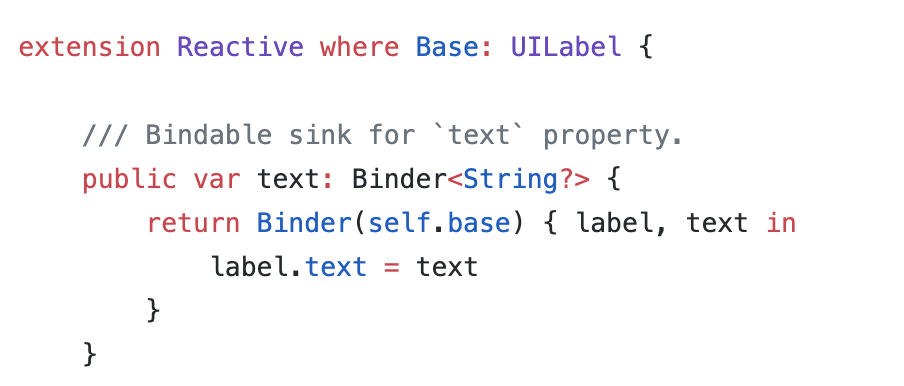 extension Reactive where Base: UILabel {
/// Bindable sink for `text` property.
public var text: Binder<String?> {
return Binder(self.base) { label, text in
label.text = text
}
}